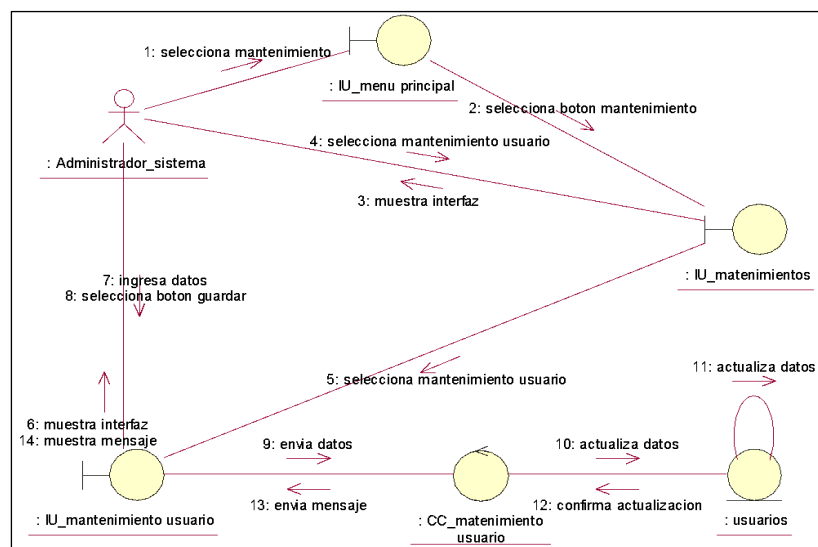 1: selecciona mantenimiento
: IU_menu principal
2: selecciona boton mantenimiento
4: selecciona mantenimiento usuario
: Administrador_sistema
3: muestra interfaz
: IU_matenimientos
7: ingresa datos
8: selecciona boton guardar
5: selecciona mantenimiento usuario
11: actualiza datos
6: muestra interfaz
14: muestra mensaje
9: envia datos
10: actualiza datos
13: envia mensaje
12: confirma actualizacion
: IU_mantenimiento usuario
: CC_matenimiento
usuario
: usuarios